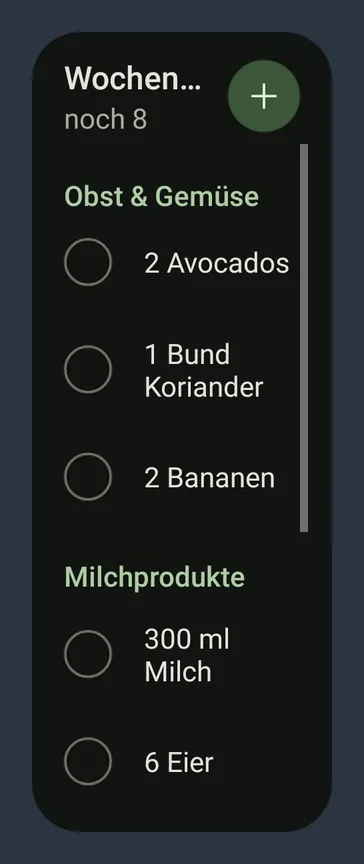 Wochen...
noch 8
Obst & Gemüse
2 Avocados
1 Bund
Koriander
2 Bananen
Milchprodukte
300 ml
Milch
6 Eier